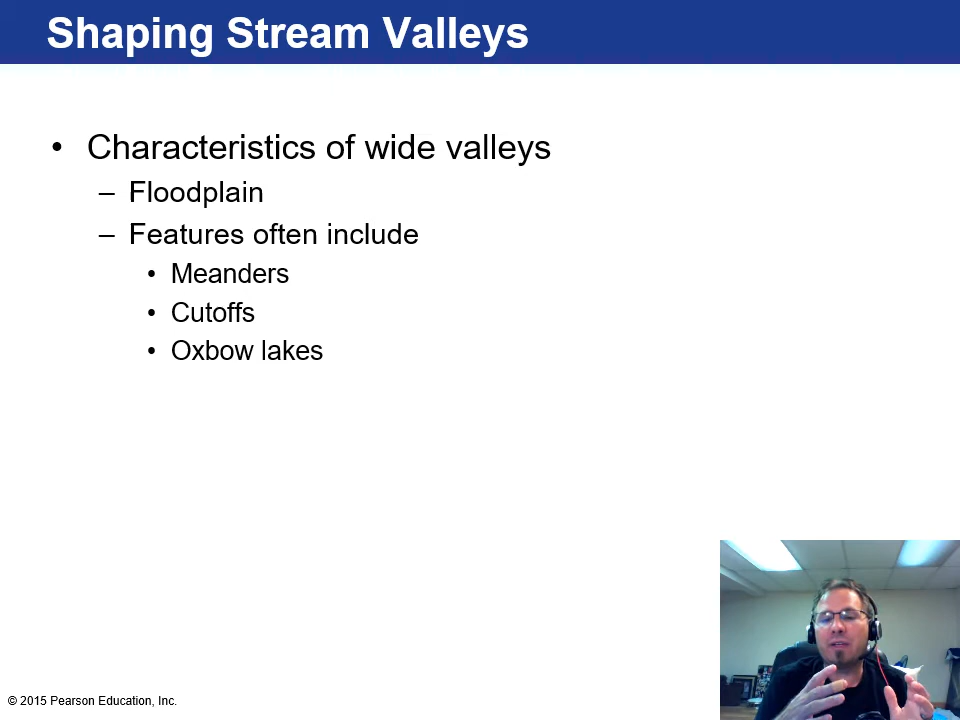 Shaping Stream Valleys
• Characteristics of wide valleys
– Floodplain
– Features often include
• Meanders
• Cutoffs
• Oxbow lakes
© 2015 Pearson Education, Inc.